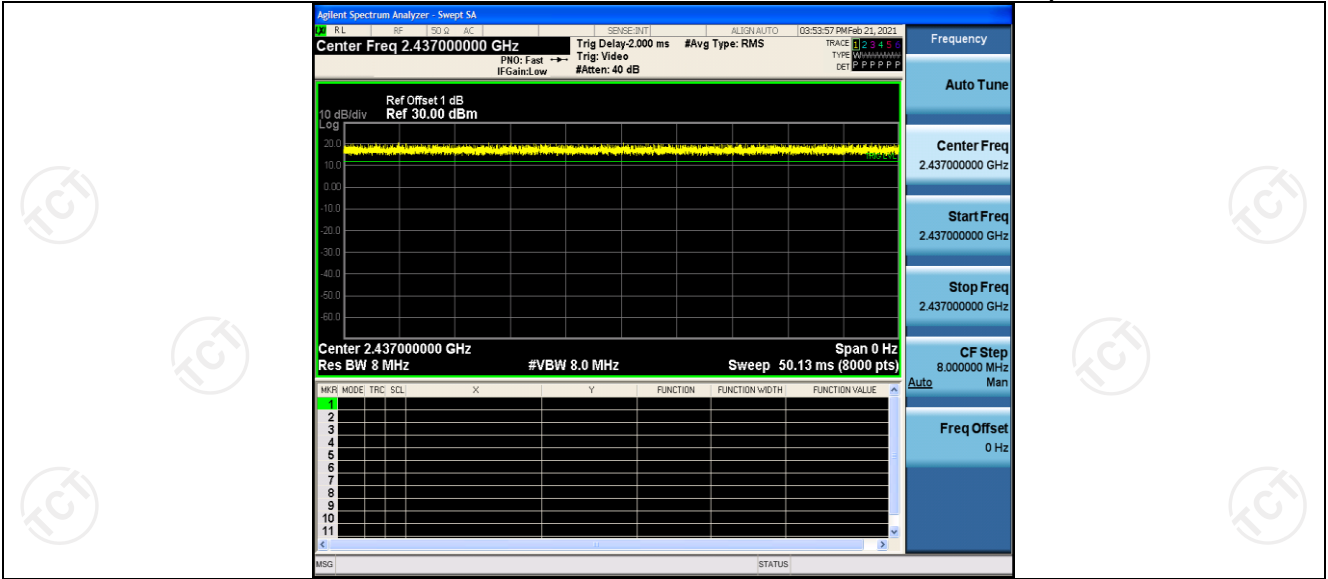 Agilent Spectrum Analyzer - Swept SA
RL RF 50 Ω AC SENSE:INT ALIGN AUTO 03:53:57 PM Feb 21, 2021
Center Freq 2.437000000 GHz
PNO: Fast
IFGain:Low
Trig Delay-2.000 ms
Trig: Video
#Atten: 40 dB
#Avg Type: RMS
TRACE 1 2 3 4 5 6
TYPE
DET P P P P P P
Ref Offset 1 dB
10 dB/div Ref 30.00 dBm
Log
20.0
TRIG LVL
10.0
0.00
-10.0
-20.0
-30.0
-40.0
-50.0
-60.0
Center 2.437000000 GHz Span 0 Hz
Res BW 8 MHz #VBW 8.0 MHz Sweep 50.13 ms (8000 pts)
MKR MODE TRC SCL X Y FUNCTION FUNCTION WIDTH FUNCTION VALUE
1
2
3
4
5
6
7
8
9
10
11
MSG STATUS
Frequency
Auto Tune
Center Freq
2.437000000 GHz
Start Freq
2.437000000 GHz
Stop Freq
2.437000000 GHz
CF Step
8.000000 MHz
Auto Man
Freq Offset
0 Hz
TCT
TCT
TCT
TCT
TCT
TCT